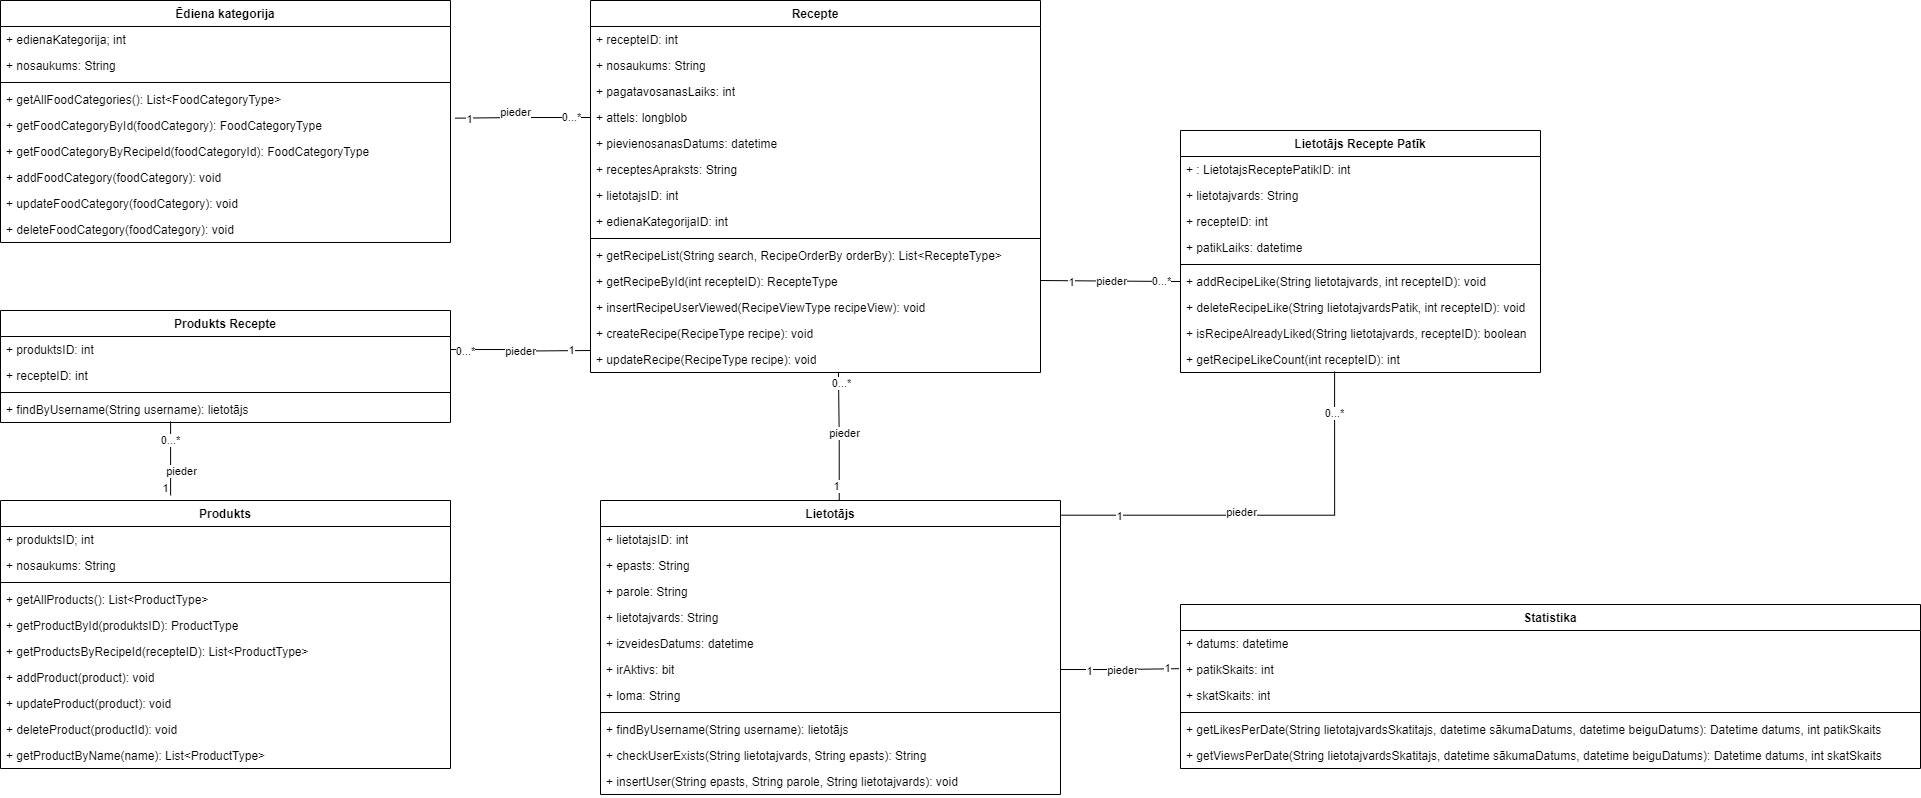 Ēdiena kategorija
+ edienaKategorija; int
+ nosaukums: String
+ getAllFoodCategories(): List<FoodCategoryType>
+ getFoodCategoryById(foodCategory): FoodCategoryType
+ getFoodCategoryByRecipeId(foodCategoryId): FoodCategoryType
+ addFoodCategory(foodCategory): void
+ updateFoodCategory(foodCategory): void
+ deleteFoodCategory(foodCategory): void
1
pieder
0...*
Recepte
+ recepteID: int
+ nosaukums: String
+ pagatavosanasLaiks: int
+ attels: longblob
+ pievienosanasDatums: datetime
+ receptesApraksts: String
+ lietotajsID: int
+ edienaKategorijaID: int
+ getRecipeList(String search, RecipeOrderBy orderBy): List<RecepteType>
+ getRecipeById(int recepteID): RecepteType
+ insertRecipeUserViewed(RecipeViewType recipeView): void
+ createRecipe(RecipeType recipe): void
+ updateRecipe(RecipeType recipe): void
1
pieder
0...*
Lietotājs Recepte Patīk
+ : LietotajsReceptePatikID: int
+ lietotajvards: String
+ recepteID: int
+ patikLaiks: datetime
+ addRecipeLike(String lietotajvards, int recepteID): void
+ deleteRecipeLike(String lietotajvardsPatik, int recepteID): void
+ isRecipeAlreadyLiked(String lietotajvards, recepteID): boolean
+ getRecipeLikeCount(int recepteID): int
Produkts Recepte
+ produktsID: int
+ recepteID: int
+ findByUsername(String username): lietotājs
0...*
pieder
1
0...*
pieder
1
0...*
pieder
1
0...*
pieder
1
Produkts
+ produktsID; int
+ nosaukums: String
+ getAllProducts(): List<ProductType>
+ getProductById(produktsID): ProductType
+ getProductsByRecipeId(recepteID): List<ProductType>
+ addProduct(product): void
+ updateProduct(product): void
+ deleteProduct(productId): void
+ getProductByName(name): List<ProductType>
Lietotājs
+ lietotajsID: int
+ epasts: String
+ parole: String
+ lietotajvards: String
+ izveidesDatums: datetime
+ irAktivs: bit
+ loma: String
+ findByUsername(String username): lietotājs
+ checkUserExists(String lietotajvards, String epasts): String
+ insertUser(String epasts, String parole, String lietotajvards): void
1
pieder
1
Statistika
+ datums: datetime
+ patikSkaits: int
+ skatSkaits: int
+ getLikesPerDate(String lietotajvardsSkatitajs, datetime sākumaDatums, datetime beiguDatums): Datetime datums, int patikSkaits
+ getViewsPerDate(String lietotajvardsSkatitajs, datetime sākumaDatums, datetime beiguDatums): Datetime datums, int skatSkaits